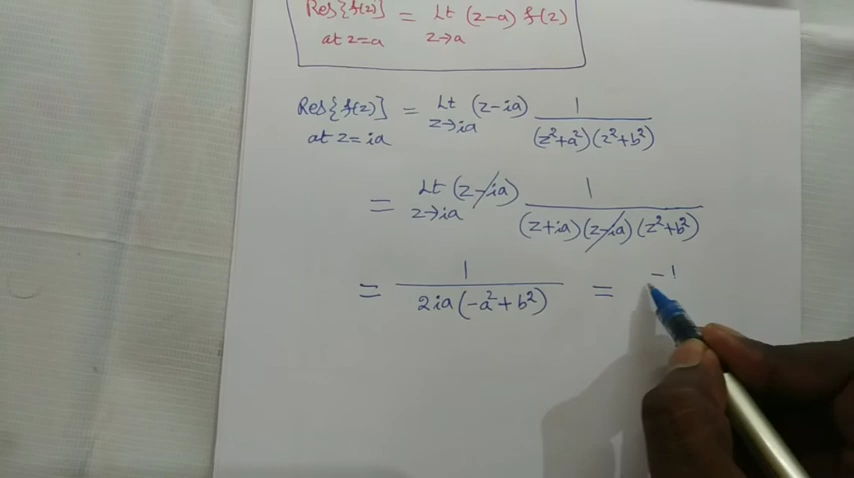 Res{f(z)} = Lt (z-a) f(z)
at z=a z→a
Res{f(z)} = Lt (z-ia) 1/(z²+a²)(z²+b²)
at z=ia z→ia
= Lt (z-ia) 1/(z+ia)(z-ia)(z²+b²)
z→ia
= 1/2ia(-a²+b²) = -1